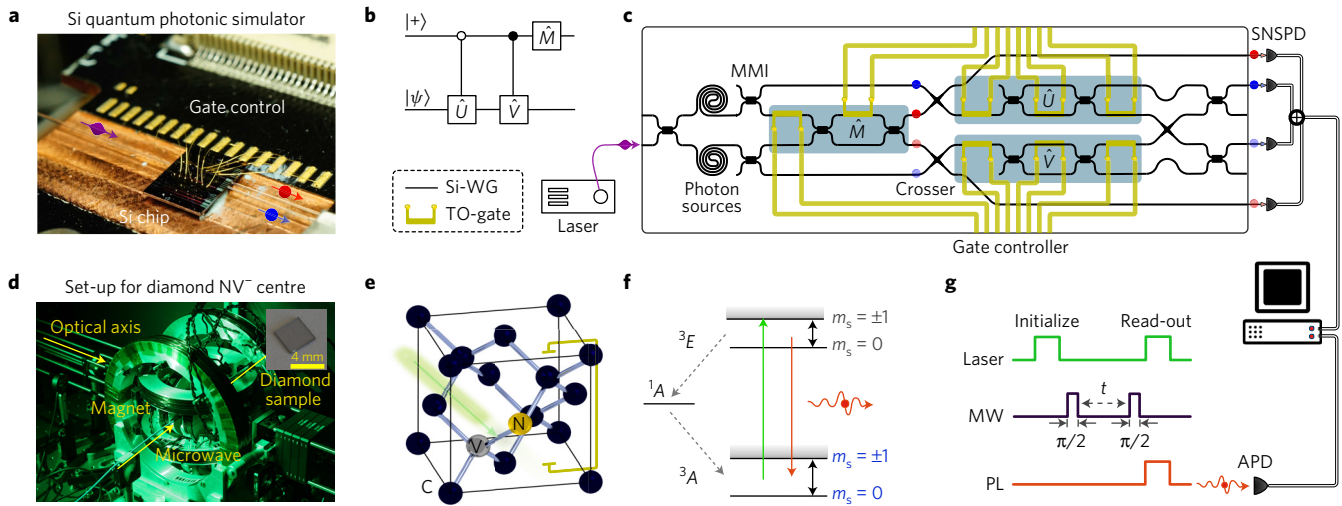 a
Si quantum photonic simulator
Gate control
Si chip
b
|+⟩
M̂
|ψ⟩
Û
V̂
Si-WG
TO-gate
Laser
c
SNSPD
MMI
Û
M̂
V̂
Photon
sources
Crosser
Gate controller
d
Set-up for diamond NV⁻ centre
Optical axis
4 mm
Diamond
sample
Magnet
Microwave
e
N
V
C
f
mₛ = ±1
³E
mₛ = 0
¹A
mₛ = ±1
³A
mₛ = 0
g
Initialize
Read-out
Laser
t
MW
π/2
π/2
APD
PL